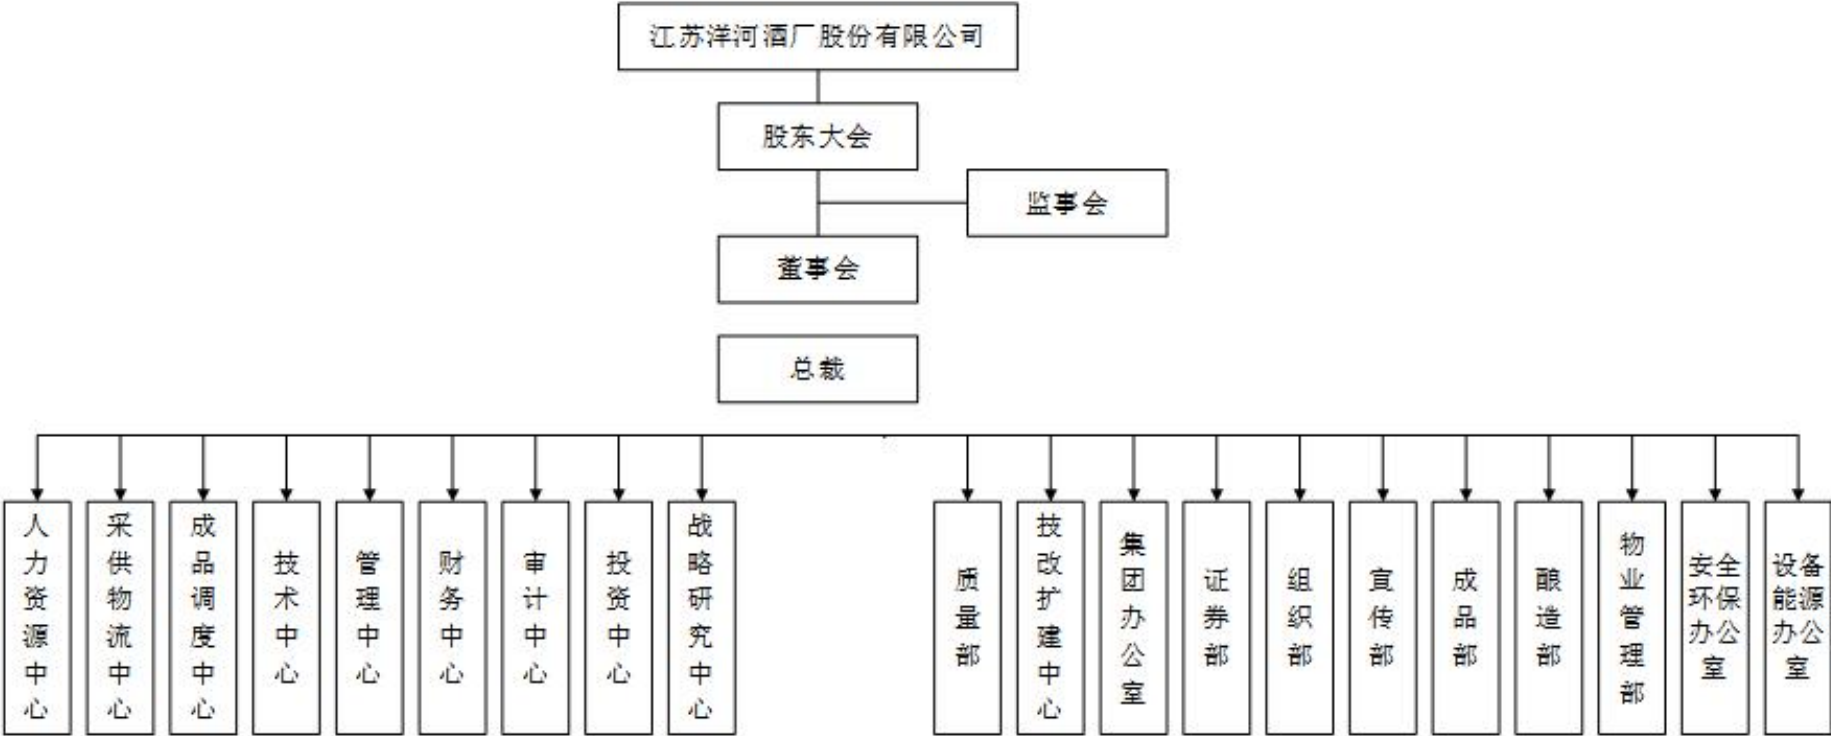 江苏洋河酒厂股份有限公司
股东大会
监事会
董事会
总裁
人力资源中心
采供物流中心
成品调度中心
技术中心
管理中心
财务中心
审计中心
投资中心
战略研究中心
质量部
技改扩建中心
集团办公室
证券部
组织部
宣传部
成品部
酿造部
物业管理部
安全
环保
办公
室
设备
能源
办公
室